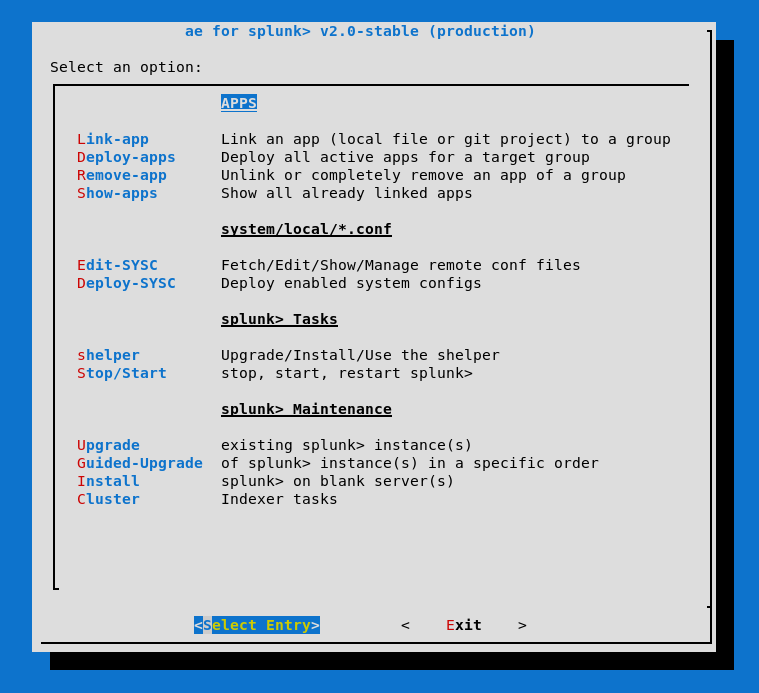 ae for splunk> v2.0-stable (production)
Select an option:
APPS
Link-app Link an app (local file or git project) to a group
Deploy-apps Deploy all active apps for a target group
Remove-app Unlink or completely remove an app of a group
Show-apps Show all already linked apps
system/local/*.conf
Edit-SYSC Fetch/Edit/Show/Manage remote conf files
Deploy-SYSC Deploy enabled system configs
splunk> Tasks
shelper Upgrade/Install/Use the shelper
Stop/Start stop, start, restart splunk>
splunk> Maintenance
Upgrade existing splunk> instance(s)
Guided-Upgrade of splunk> instance(s) in a specific order
Install splunk> on blank server(s)
Cluster Indexer tasks
<Select Entry> < Exit >